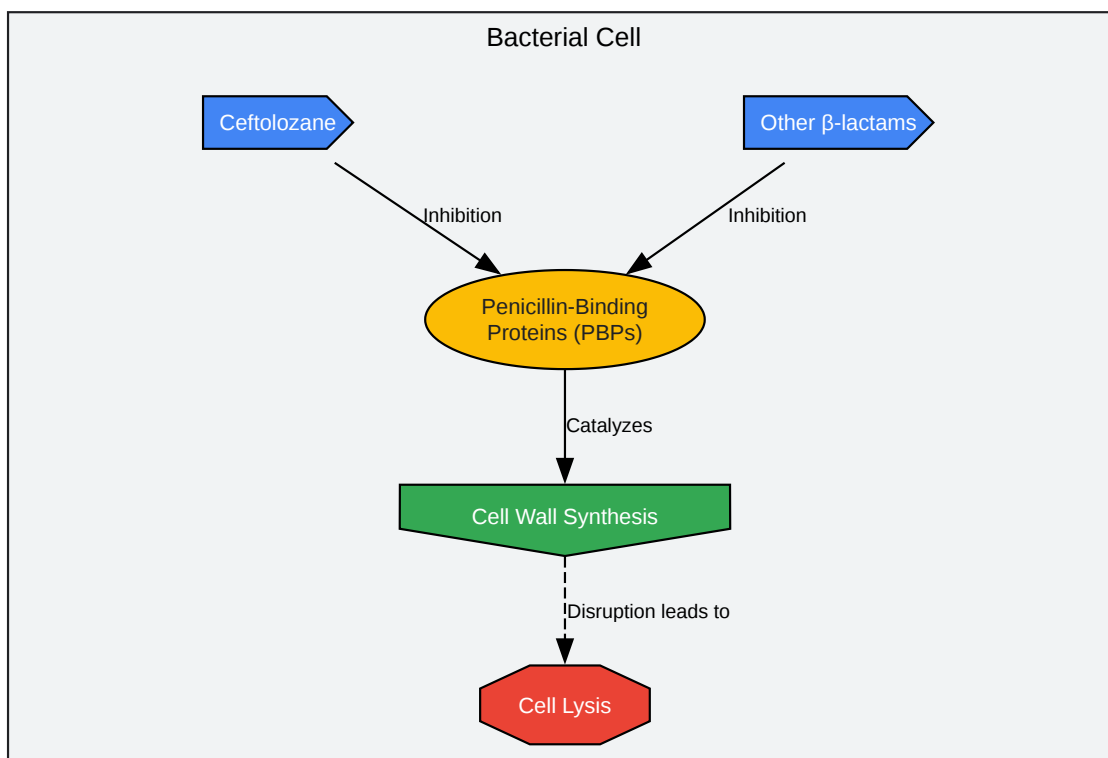 Bacterial Cell
Ceftolozane
Other β-lactams
Inhibition
Inhibition
Penicillin-Binding
Proteins (PBPs)
Catalyzes
Cell Wall Synthesis
Disruption leads to
Cell Lysis